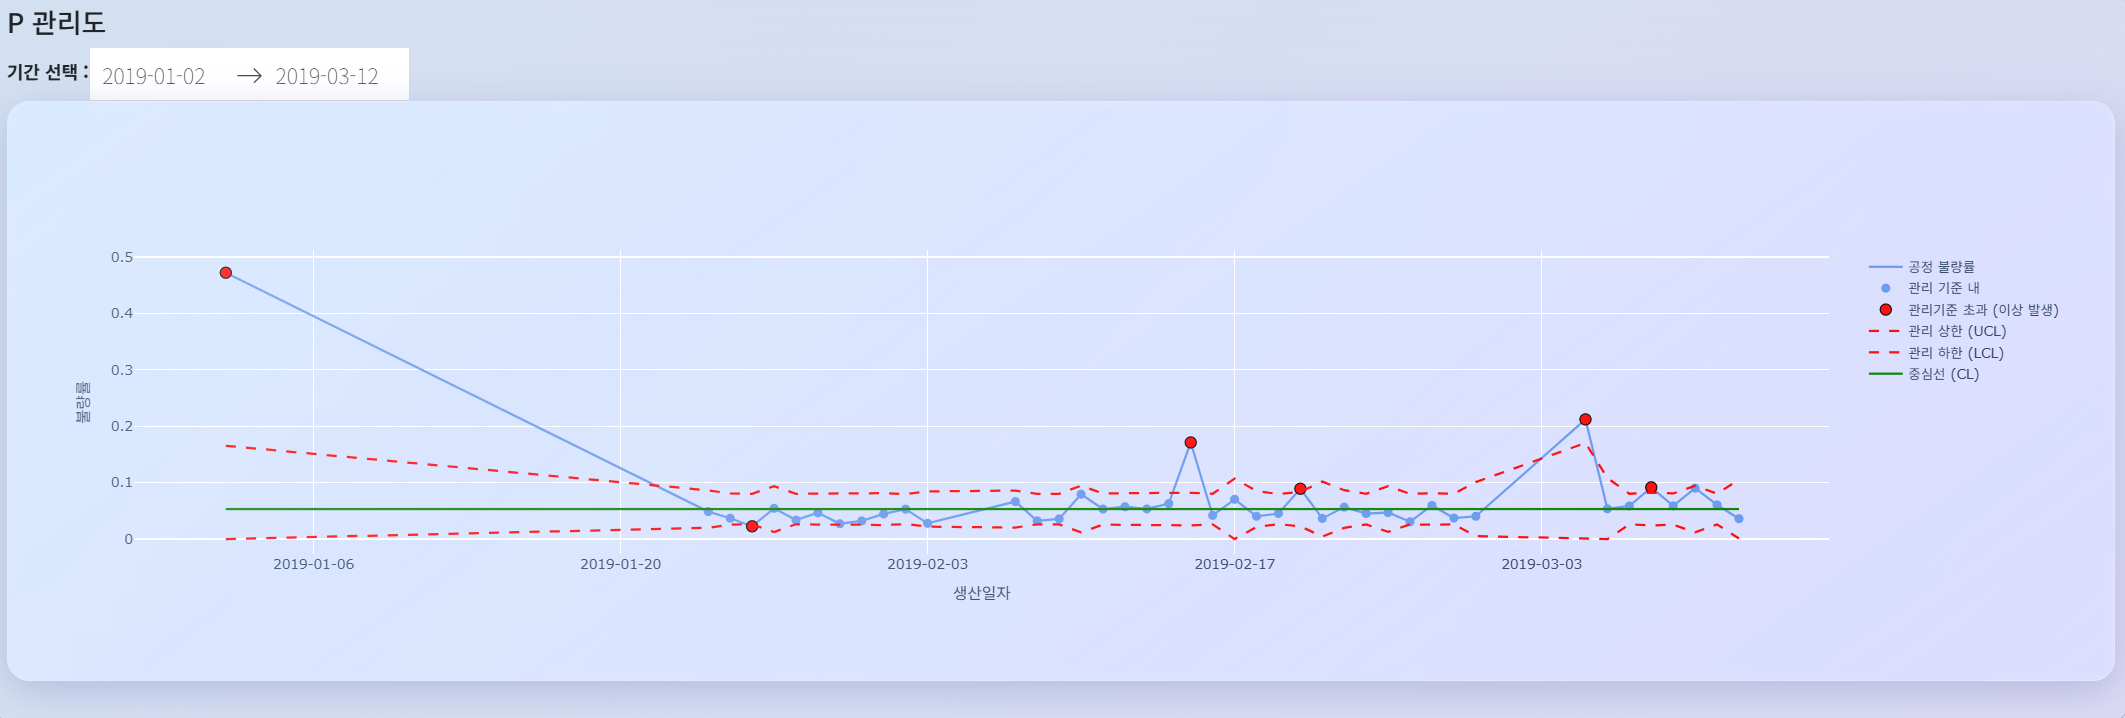 P 관리도
기간 선택 : 2019-01-02 → 2019-03-12
0.5
0.4
0.3
0.2
0.1
0
불량률
2019-01-06 2019-01-20 2019-02-03 2019-02-17 2019-03-03
생산일자
공정 불량률
관리 기준 내
관리기준 초과 (이상 발생)
관리 상한 (UCL)
관리 하한 (LCL)
중심선 (CL)